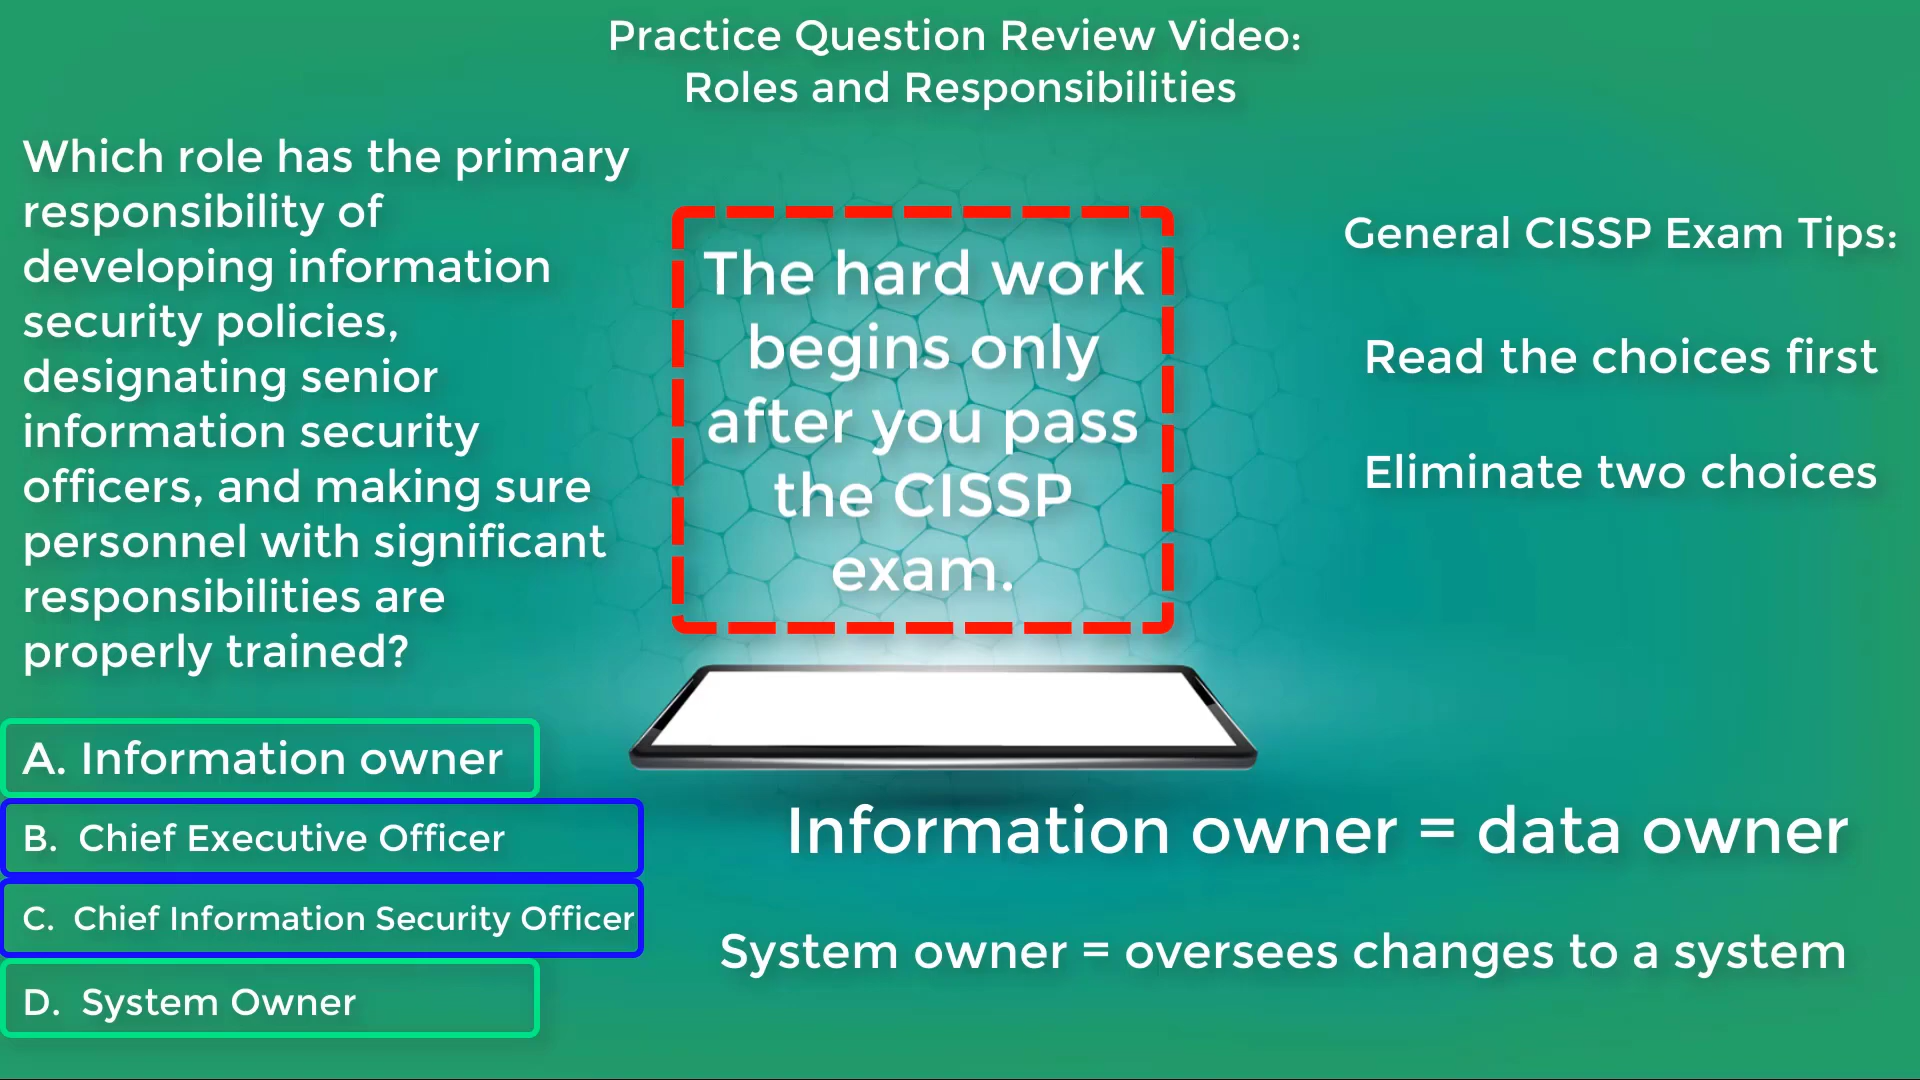 Practice Question Review Video:
Roles and Responsibilities
Which role has the primary
responsibility of
developing information
security policies,
designating senior
information security
officers, and making sure
personnel with significant
responsibilities are
properly trained?
A. Information owner
B. Chief Executive Officer
C. Chief Information Security Officer
D. System Owner
The hard work
begins only
after you pass
the CISSP
exam.
General CISSP Exam Tips:
Read the choices first
Eliminate two choices
Information owner = data owner
System owner = oversees changes to a system